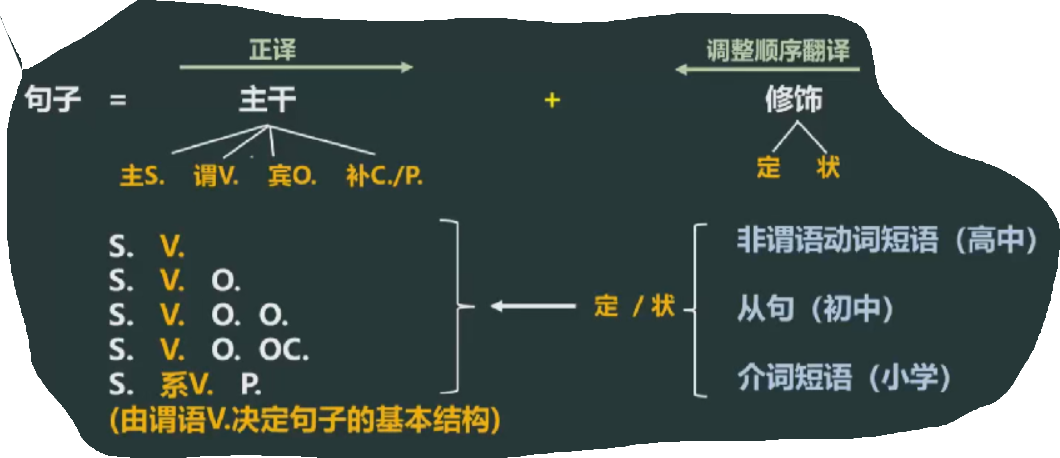 正译
调整顺序翻译
句子 = 主干 + 修饰
主S. 谓V. 宾O. 补C./P.
定 状
S. V.
S. V. O.
S. V. O. O.
S. V. O. OC.
S. 系V. P.
(由谓语V.决定句子的基本结构)
定 / 状
非谓语动词短语（高中）
从句（初中）
介词短语（小学）